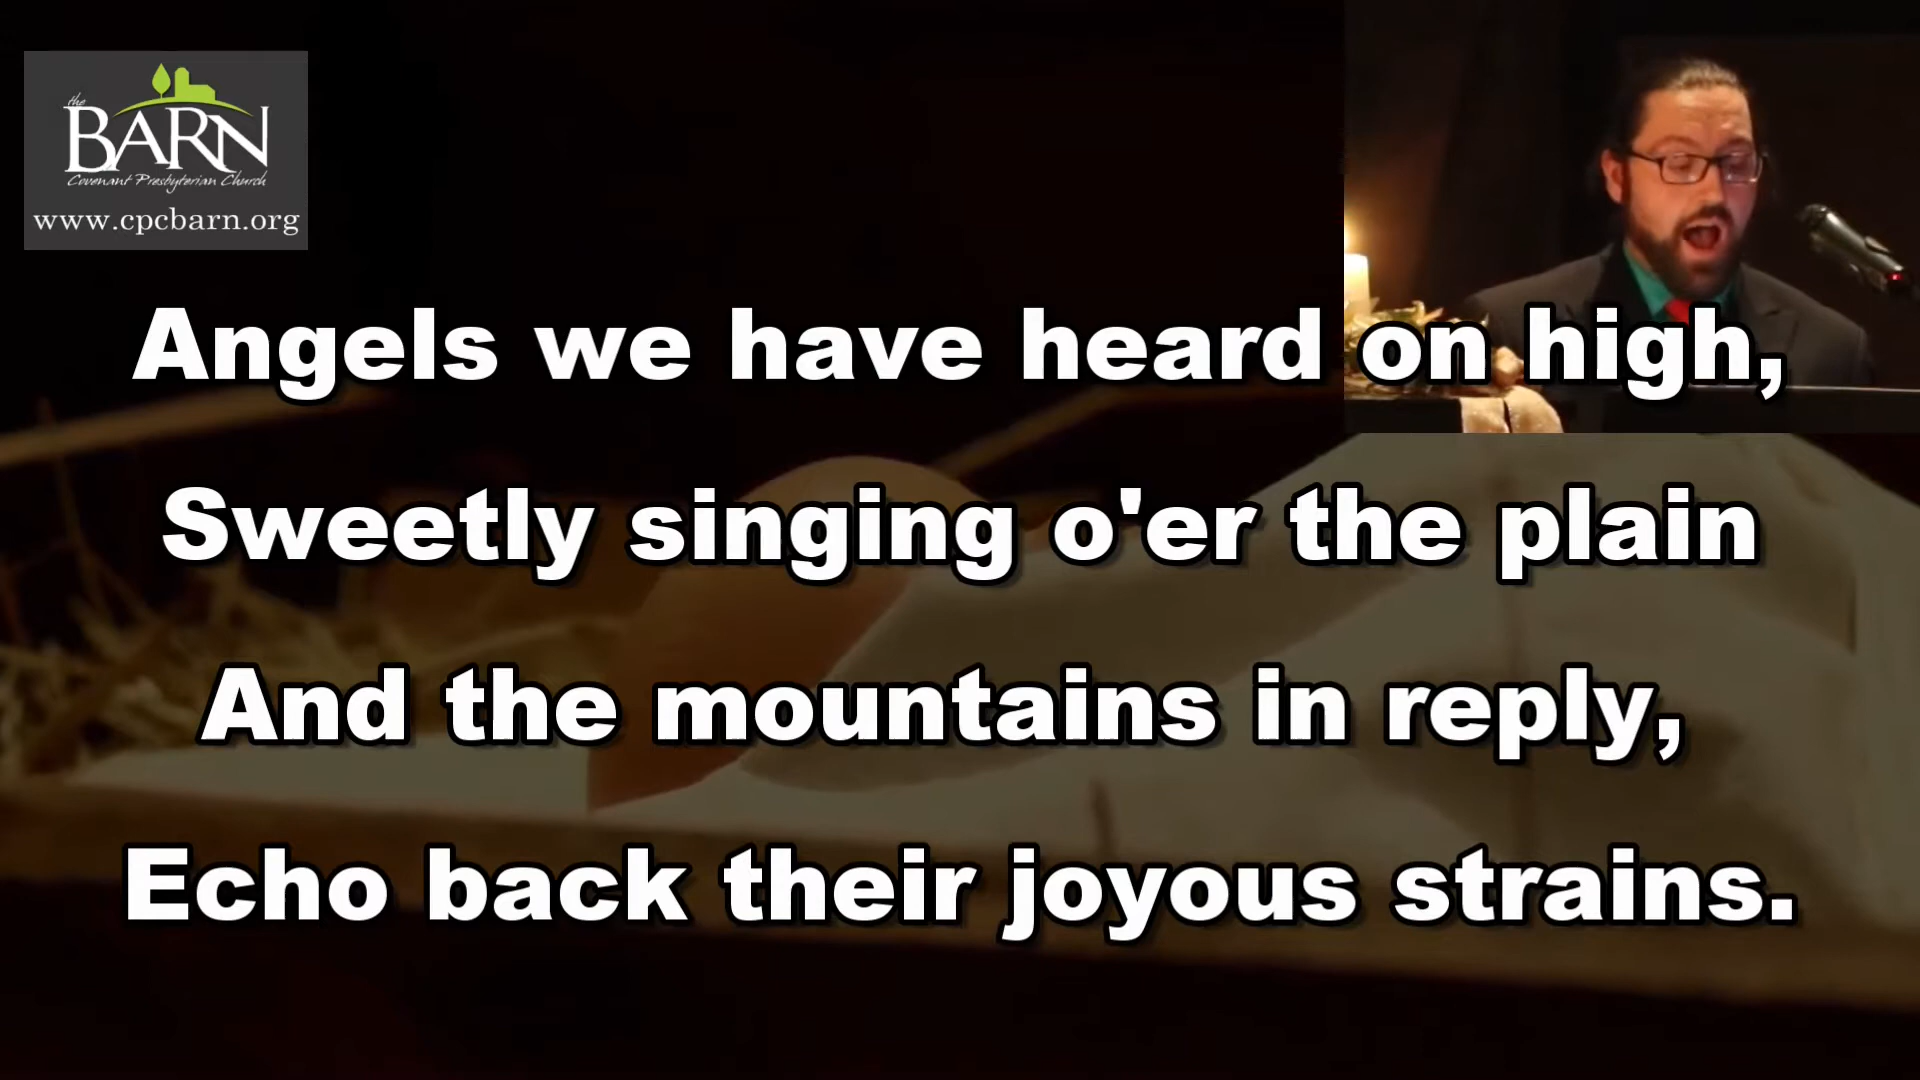 the
BARN
Covenant Presbyterian Church
www.cpcbarn.org
Angels we have heard on high,
Sweetly singing o'er the plain
And the mountains in reply,
Echo back their joyous strains.